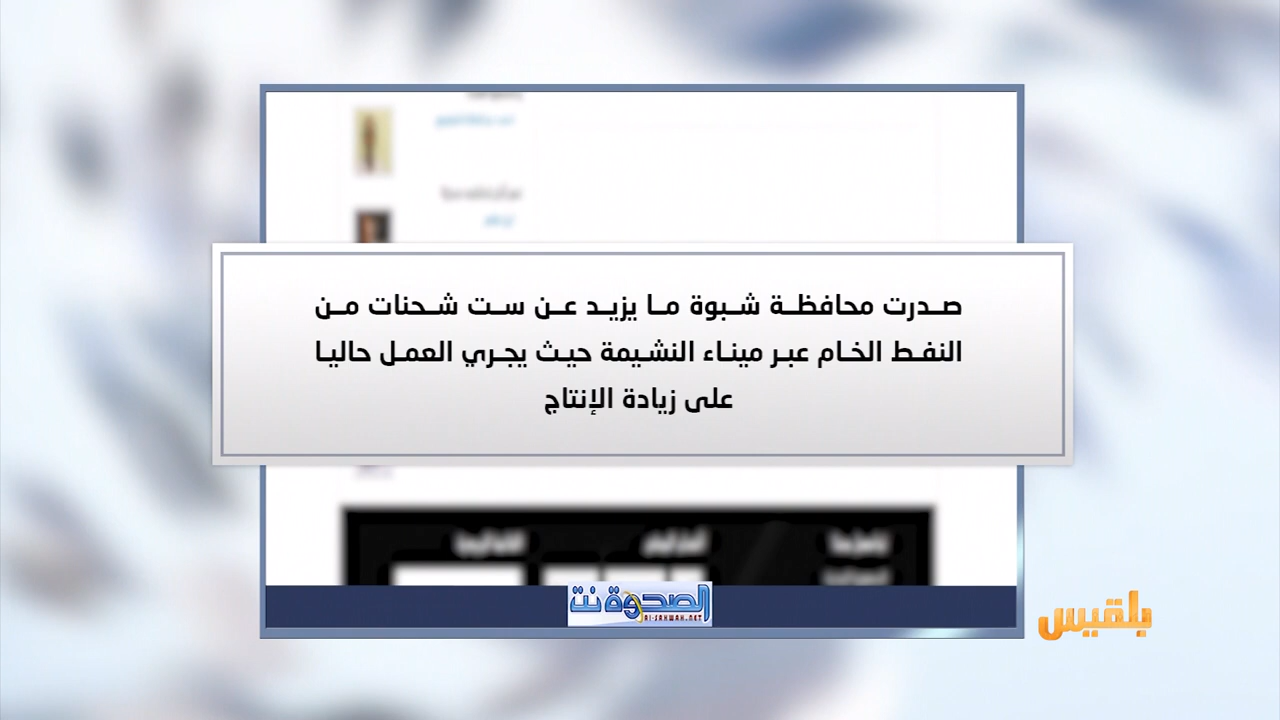 صدرت محافظة شبوة ما يزيد عن ست شحنات من
النفط الخام عبر ميناء النشيمة حيث يجري العمل حاليا
على زيادة الإنتاج
الصحوة نت
AL-SAHWAH.NET
بلقيس